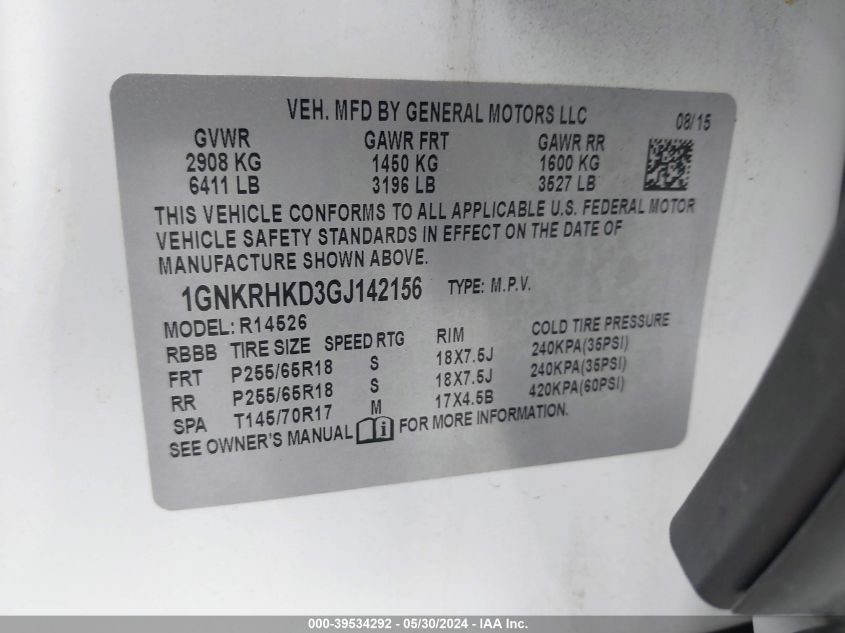 VEH. MFD BY GENERAL MOTORS LLC 08/15
GVWR GAWR FRT GAWR RR
2908 KG 1450 KG 1600 KG
6411 LB 3196 LB 3527 LB
THIS VEHICLE CONFORMS TO ALL APPLICABLE U.S. FEDERAL MOTOR
VEHICLE SAFETY STANDARDS IN EFFECT ON THE DATE OF
MANUFACTURE SHOWN ABOVE.
1GNKRHKD3GJ142156 TYPE: M.P.V.
MODEL: R14526
RBBB TIRE SIZE SPEED RTG RIM COLD TIRE PRESSURE
FRT P255/65R18 S 18X7.5J 240KPA(35PSI)
RR P255/65R18 S 18X7.5J 240KPA(35PSI)
SPA T145/70R17 M 17X4.5B 420KPA(60PSI)
SEE OWNER'S MANUAL i FOR MORE INFORMATION.
000-39534292 - 05/30/2024 - IAA Inc.